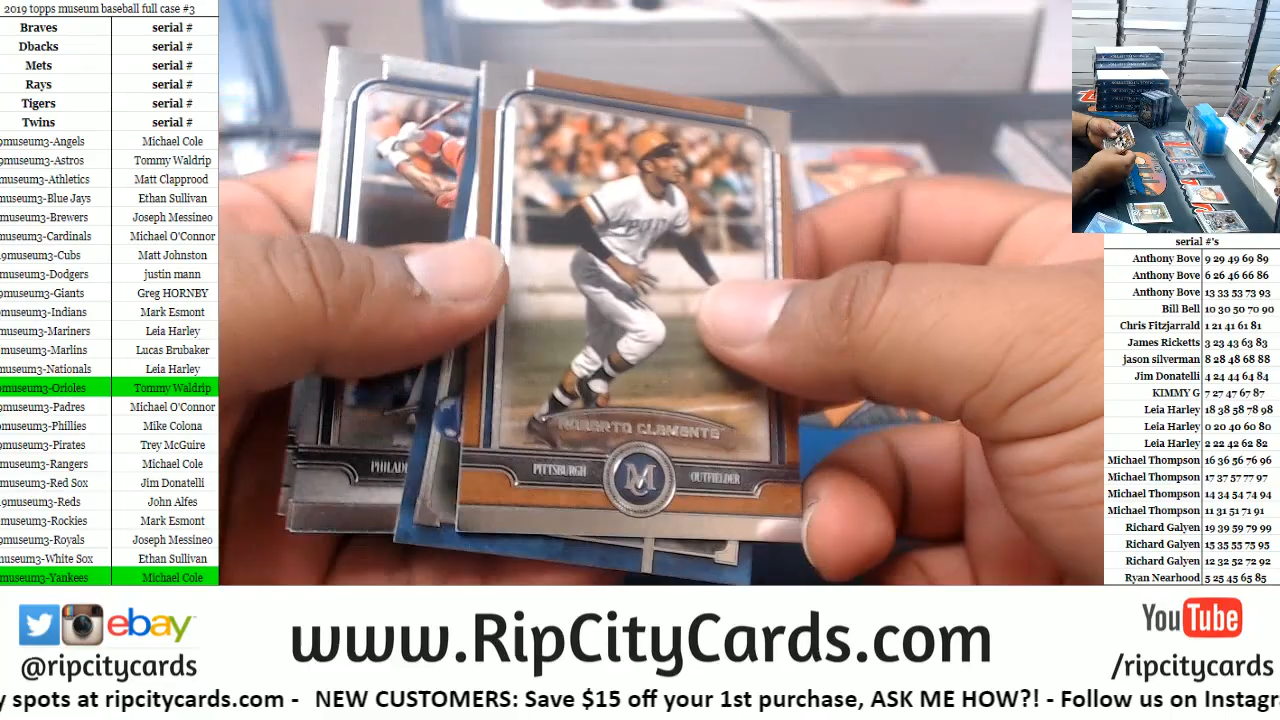 2019 topps museum baseball full case #3
Braves serial #
Dbacks serial #
Mets serial #
Rays serial #
Tigers serial #
Twins serial #
9museum3-Angels Michael Cole
9museum3-Astros Tommy Waldrip
museum3-Athletics Matt Clapprood
museum3-Blue Jays Ethan Sullivan
museum3-Brewers Joseph Messineo
museum3-Cardinals Michael O'Connor
9museum3-Cubs Matt Johnston
museum3-Dodgers justin mann
9museum3-Giants Greg HORNBY
museum3-Indians Mark Esmont
museum3-Mariners Leia Harley
museum3-Marlins Lucas Brubaker
museum3-Nationals Leia Harley
museum3-Orioles Tommy Waldrip
museum3-Padres Michael O'Connor
museum3-Phillies Mike Colona
museum3-Pirates Trey McGuire
museum3-Rangers Michael Cole
museum3-Red Sox Jim Donatelli
9museum3-Reds John Alfes
museum3-Rockies Mark Esmont
museum3-Royals Joseph Messineo
museum3-White Sox Ethan Sullivan
museum3-Yankees Michael Cole
PHILAD
PIRA
ROBERTO CLEMENTE
PITTSBURGH MC OUTFIELDER
serial #'s
Anthony Bove 9 29 49 69 89
Anthony Bove 6 26 46 66 86
Anthony Bove 13 33 53 73 93
Bill Bell 10 30 50 70 90
Chris Fitzjarrald 1 21 41 61 81
James Ricketts 3 23 43 63 83
jason silverman 8 28 48 68 88
Jim Donatelli 4 24 44 64 84
KIMMY G 7 27 47 67 87
Leia Harley 18 38 58 78 98
Leia Harley 0 20 40 60 80
Leia Harley 2 22 42 62 82
Michael Thompson 16 36 56 76 96
Michael Thompson 17 37 57 77 97
Michael Thompson 14 34 54 74 94
Michael Thompson 11 31 51 71 91
Richard Galyen 19 39 59 79 99
Richard Galyen 15 35 55 75 95
Richard Galyen 12 32 52 72 92
Ryan Nearhood 5 25 45 65 85
ebay
@ripcitycards
www.RipCityCards.com
YouTube
/ripcitycards
y spots at ripcitycards.com - NEW CUSTOMERS: Save $15 off your 1st purchase, ASK ME HOW?! - Follow us on Instagr